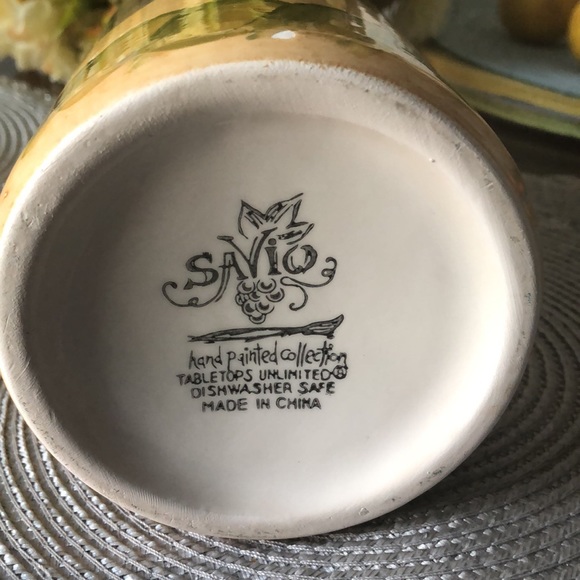 SAViO
hand painted collection
TABLETOPS UNLIMITED®
DISHWASHER SAFE
MADE IN CHINA